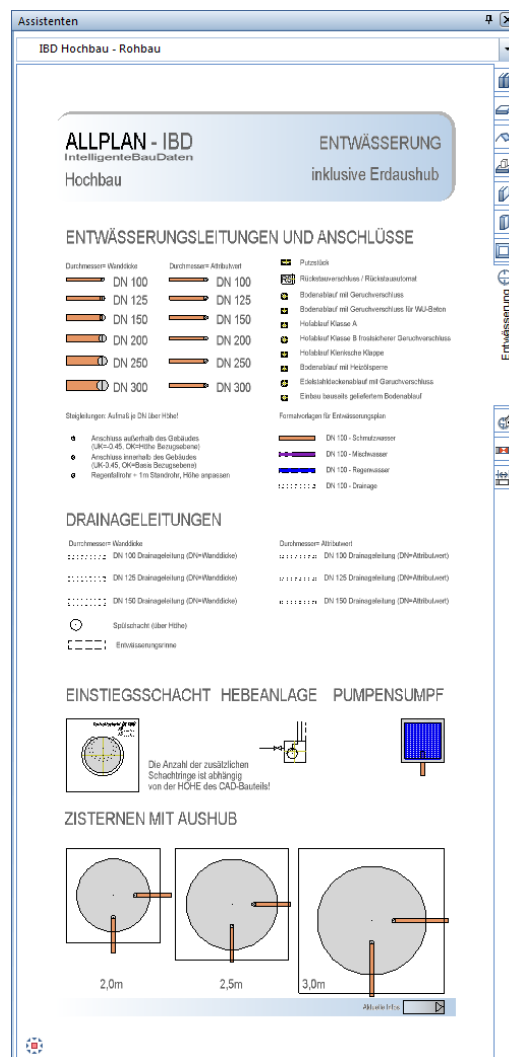 Assistenten
IBD Hochbau - Rohbau
ALLPLAN - IBD
IntelligenteBauDaten
Hochbau
ENTWÄSSERUNG
inklusive Erdaushub
ENTWÄSSERUNGSLEITUNGEN UND ANSCHLÜSSE
Durchmesser= Wanddicke
DN 100
DN 125
DN 150
DN 200
DN 250
DN 300
Durchmesser= Attributwert
DN 100
DN 125
DN 150
DN 200
DN 250
DN 300
Putzstück
Rückstauverschluss / Rückstauautomat
Bodenablauf mit Geruchverschluss
Bodenablauf mit Geruchverschluss für WU-Beton
Hofablauf Klasse A
Hofablauf Klasse B frostsicherer Geruchverschluss
Hofablauf Klenksche Klappe
Bodenablauf mit Heizölsperre
Edelstahldeckenablauf mit Geruchverschluss
Einbau bauseits geliefertem Bodenablauf
Steigleitungen: Aufmaß je DN über Höhe!
Anschluss außerhalb des Gebäudes
(UK=-0.45, OK=Höhe Bezugsebene)
Anschluss innerhalb des Gebäudes
(UK-0.45, OK=Basis Bezugsebene)
Regenfallrohr + 1m Standrohr, Höhe anpassen
Formatvorlagen für Entwässerungsplan
DN 100 - Schmutzwasser
DN 100 - Mischwasser
DN 100 - Regenwasser
DN 100 - Drainage
DRAINAGELEITUNGEN
Durchmesser= Wanddicke
DN 100 Drainageleitung (DN=Wanddicke)
DN 125 Drainageleitung (DN=Wanddicke)
DN 150 Drainageleitung (DN=Wanddicke)
Durchmesser= Attributwert
DN 100 Drainageleitung (DN=Attributwert)
DN 125 Drainageleitung (DN=Attributwert)
DN 150 Drainageleitung (DN=Attributwert)
Spülschacht (über Höhe)
Entwässerungsrinne
EINSTIEGSSCHACHT HEBEANLAGE PUMPENSUMPF
Die Anzahl der zusätzlichen
Schachtringe ist abhängig
von der HÖHE des CAD-Bauteils!
ZISTERNEN MIT AUSHUB
2,0m
2,5m
3,0m
Aktuelle Infos
Entwässerung